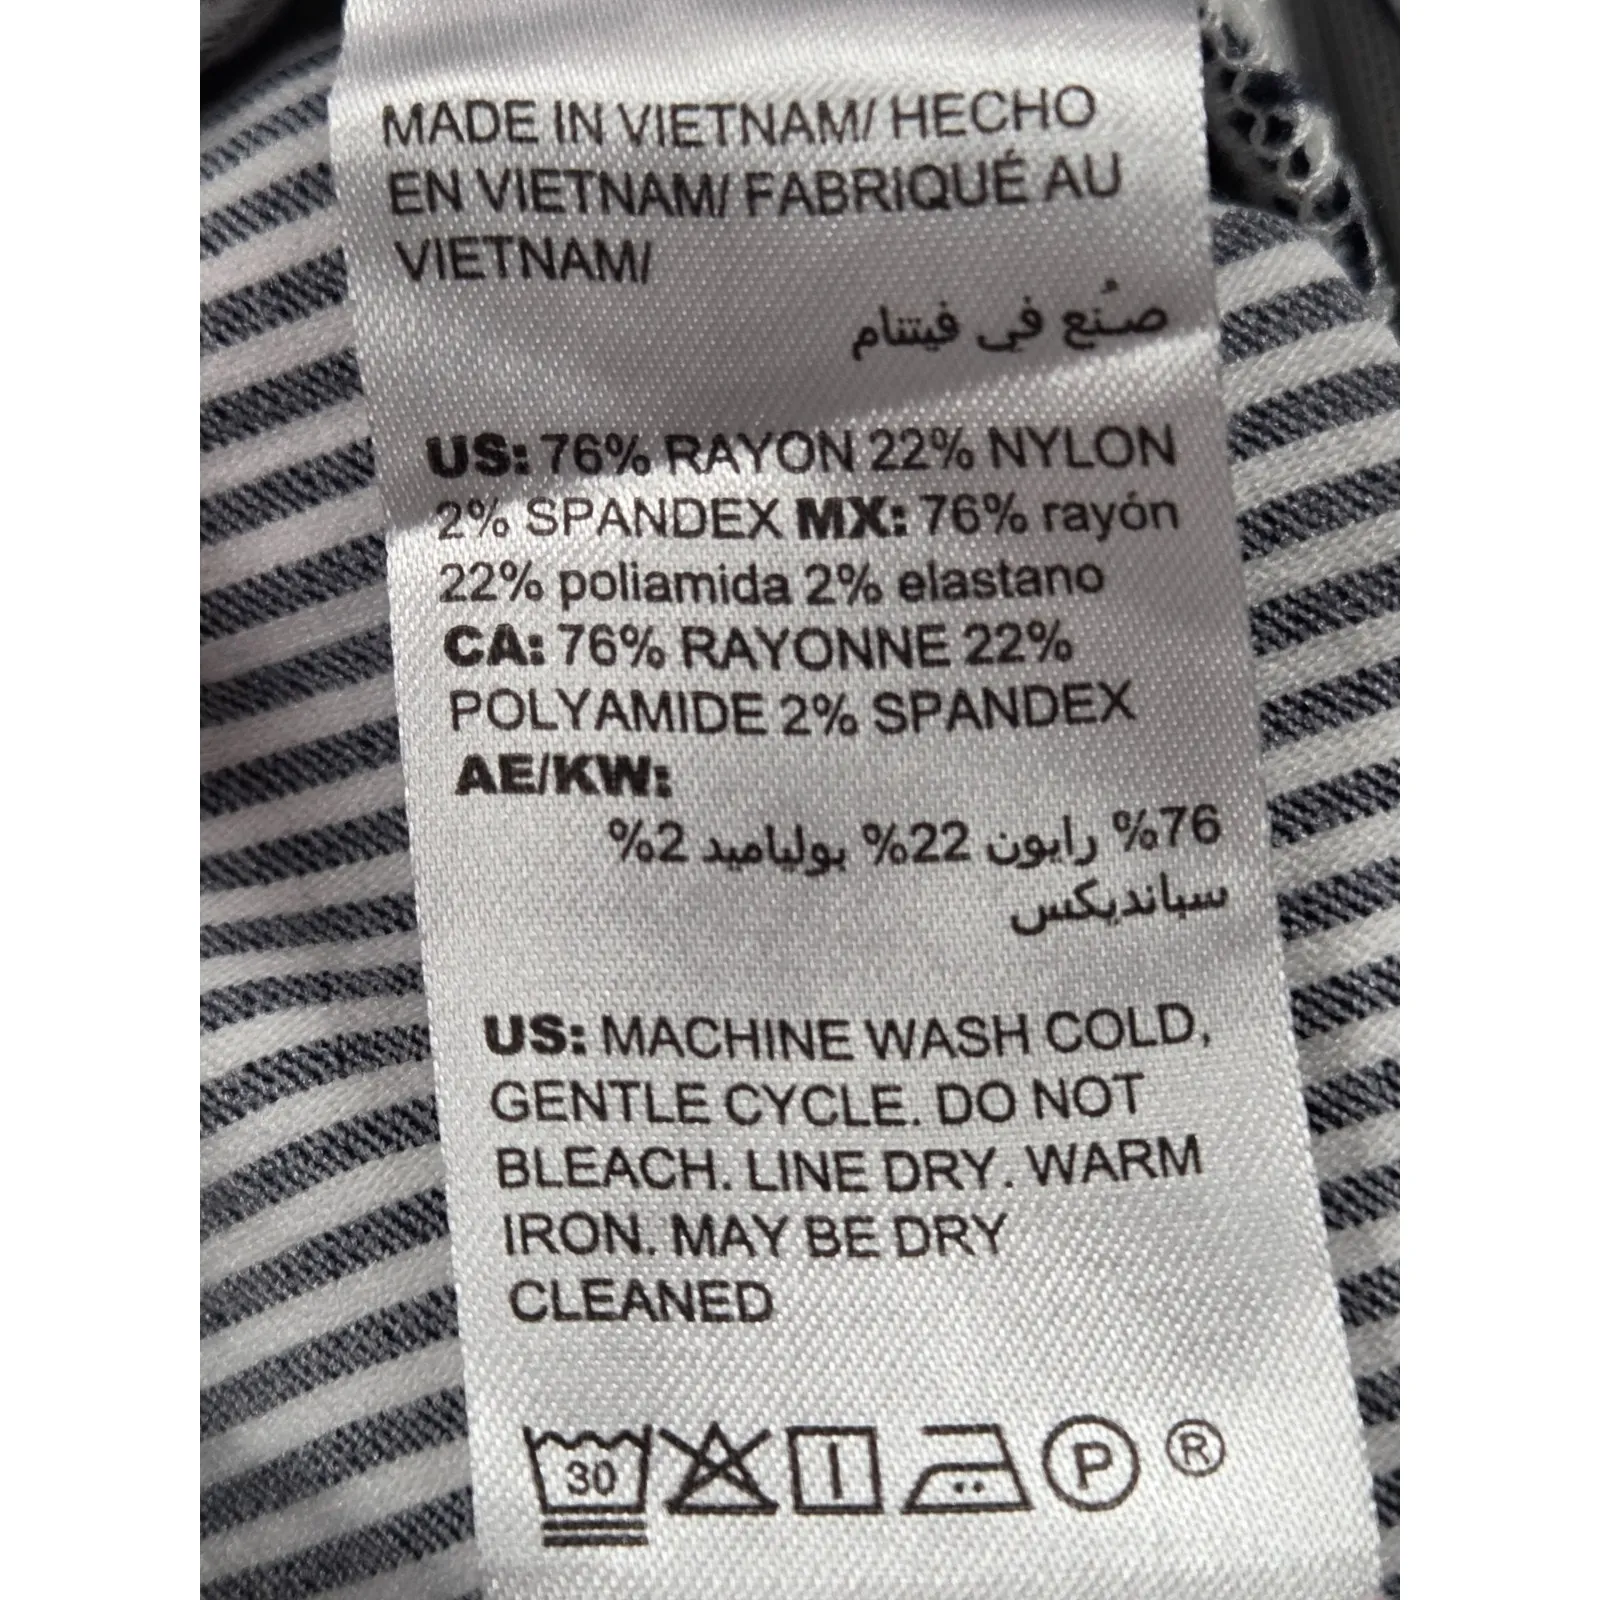 MADE IN VIETNAM/ HECHO
EN VIETNAM/ FABRIQUÉ AU
VIETNAM/
صُنع في فيتنام
US: 76% RAYON 22% NYLON
2% SPANDEX MX: 76% rayón
22% poliamida 2% elastano
CA: 76% RAYONNE 22%
POLYAMIDE 2% SPANDEX
AE/KW:
76% رايون 22% بولياميد 2%
سبانديكس
US: MACHINE WASH COLD,
GENTLE CYCLE. DO NOT
BLEACH. LINE DRY. WARM
IRON. MAY BE DRY
CLEANED
30 P ®